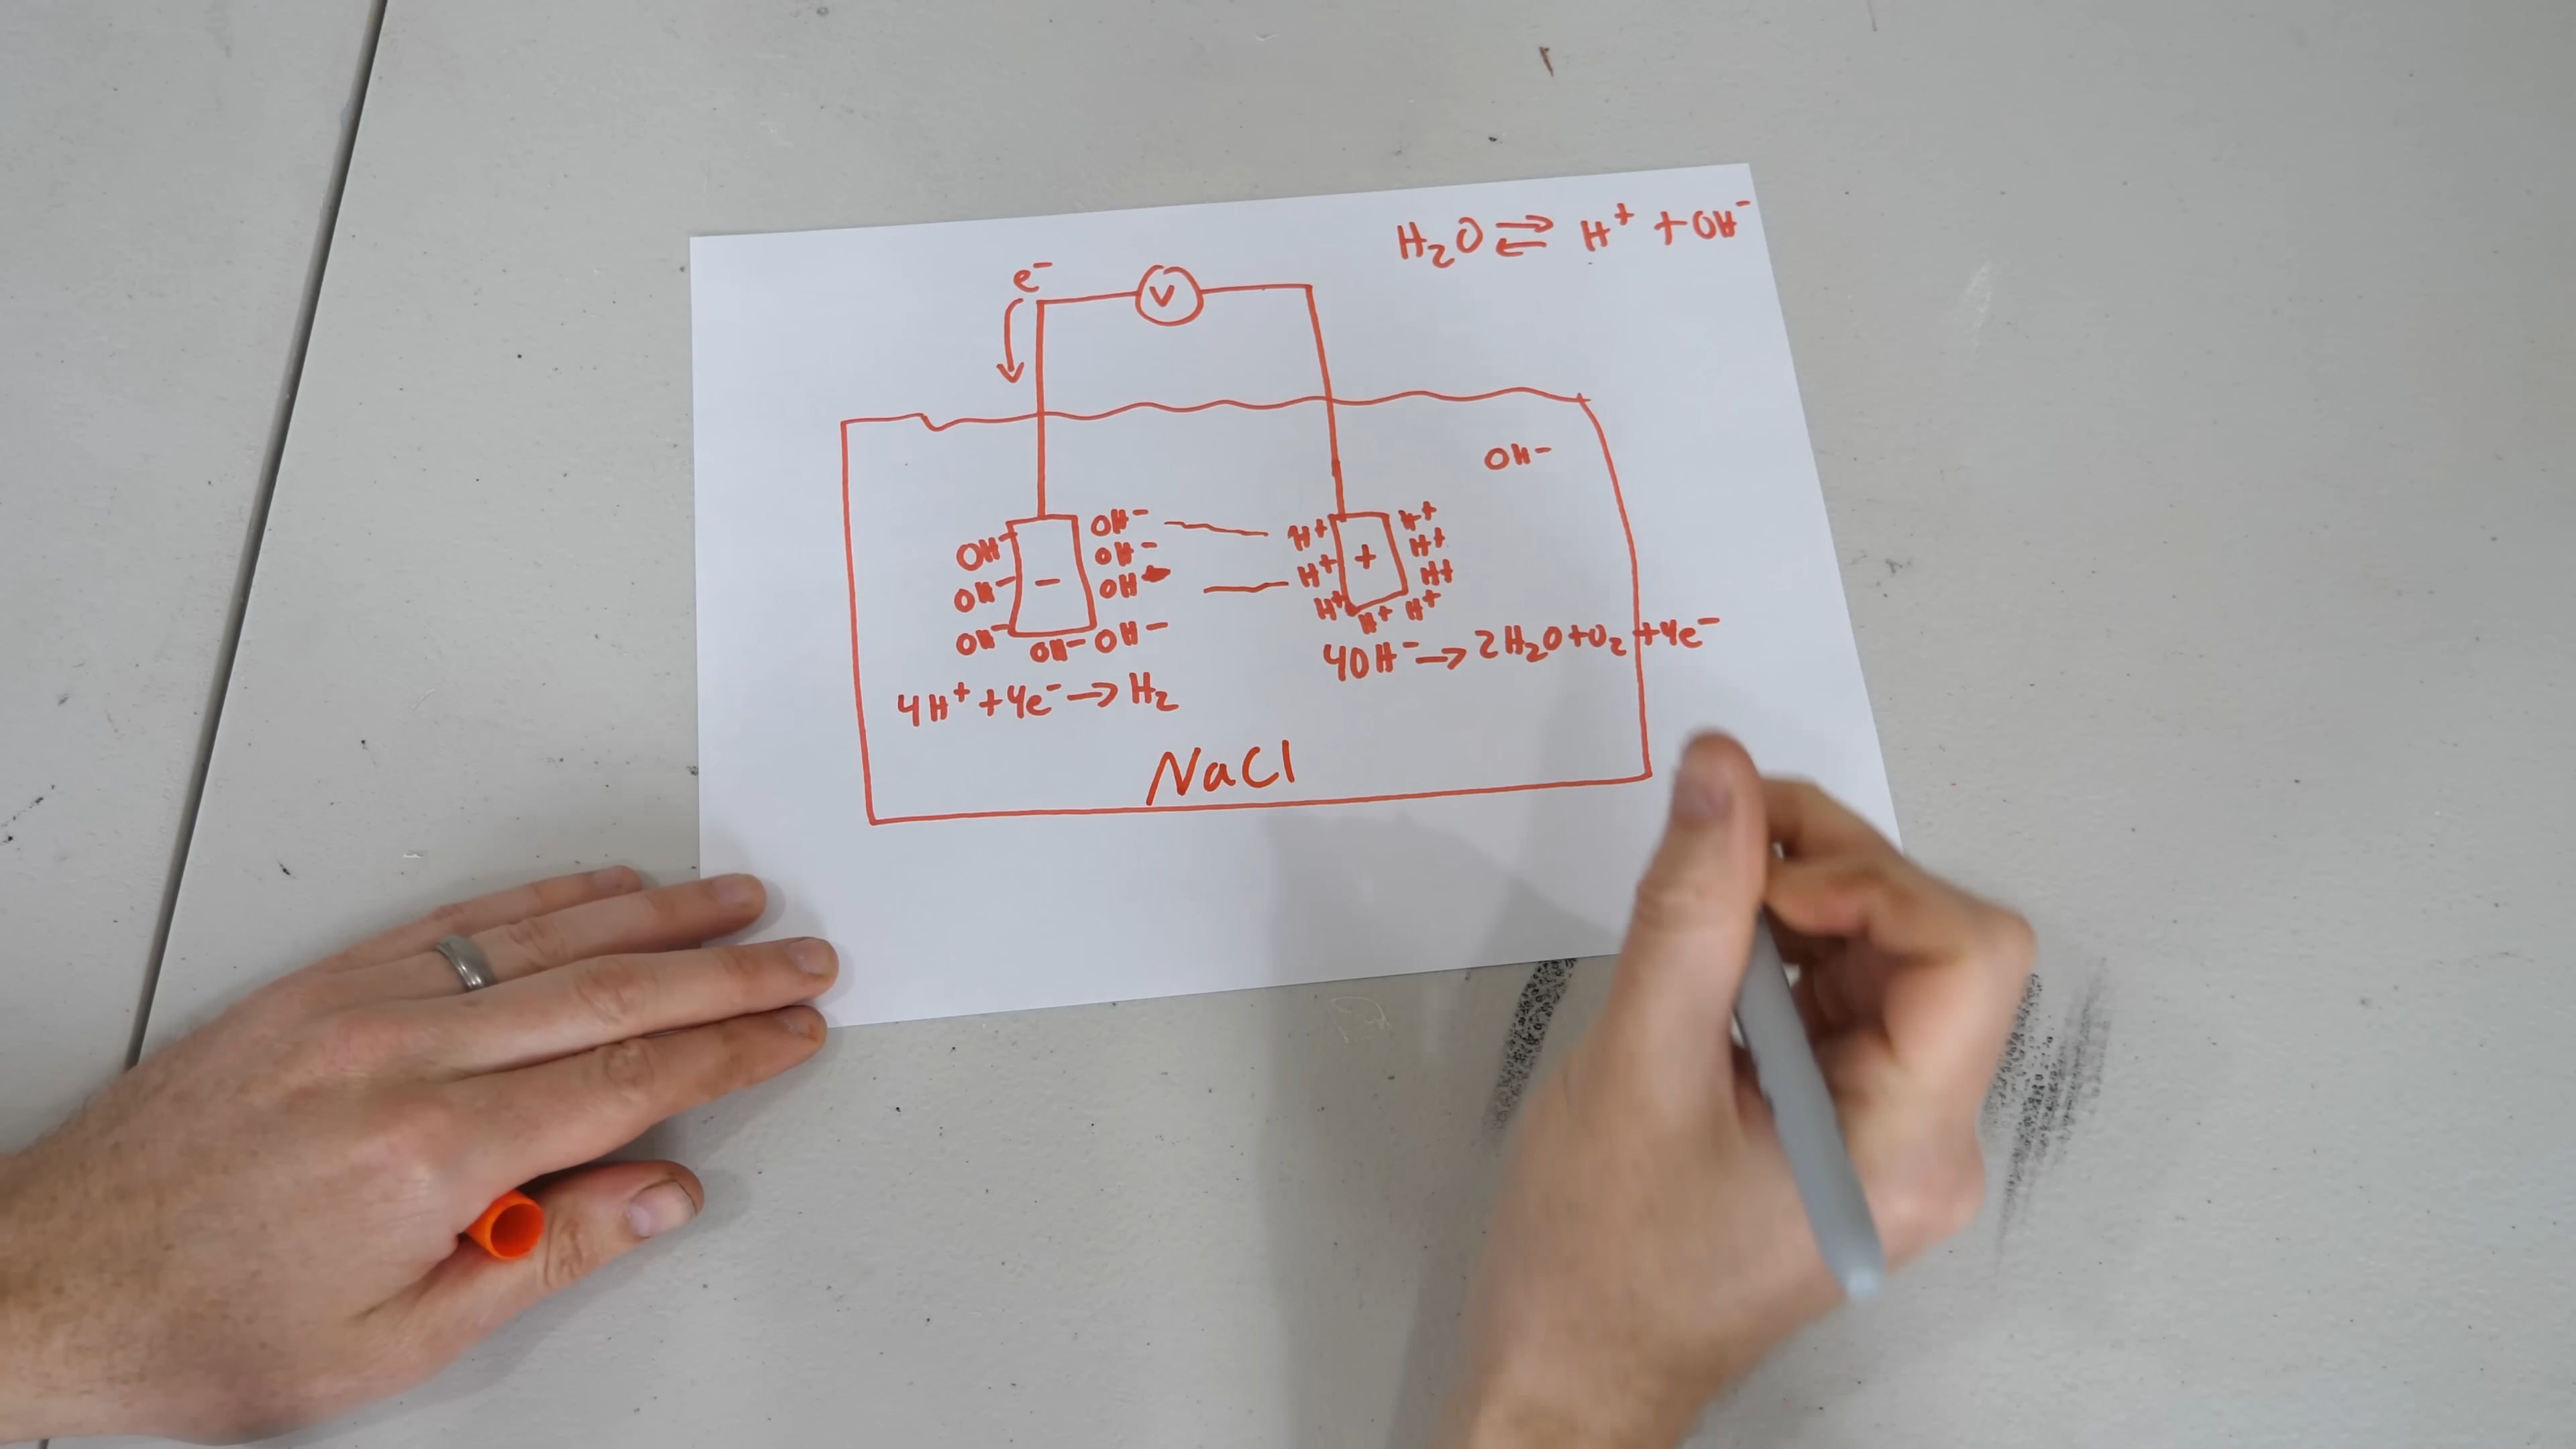 H₂O ⇌ H⁺ + OH⁻
e⁻
V
OH⁻
OH⁻
OH⁻
OH⁻
OH⁻
OH⁻
OH
OH⁻
OH⁻
−
H⁺
H⁺
H⁺
+
H⁺
H⁺
H⁺
H⁺
H⁺
OH⁻
4H⁺ + 4e⁻ → H₂
4OH⁻ → 2H₂O + O₂ + 4e⁻
NaCl